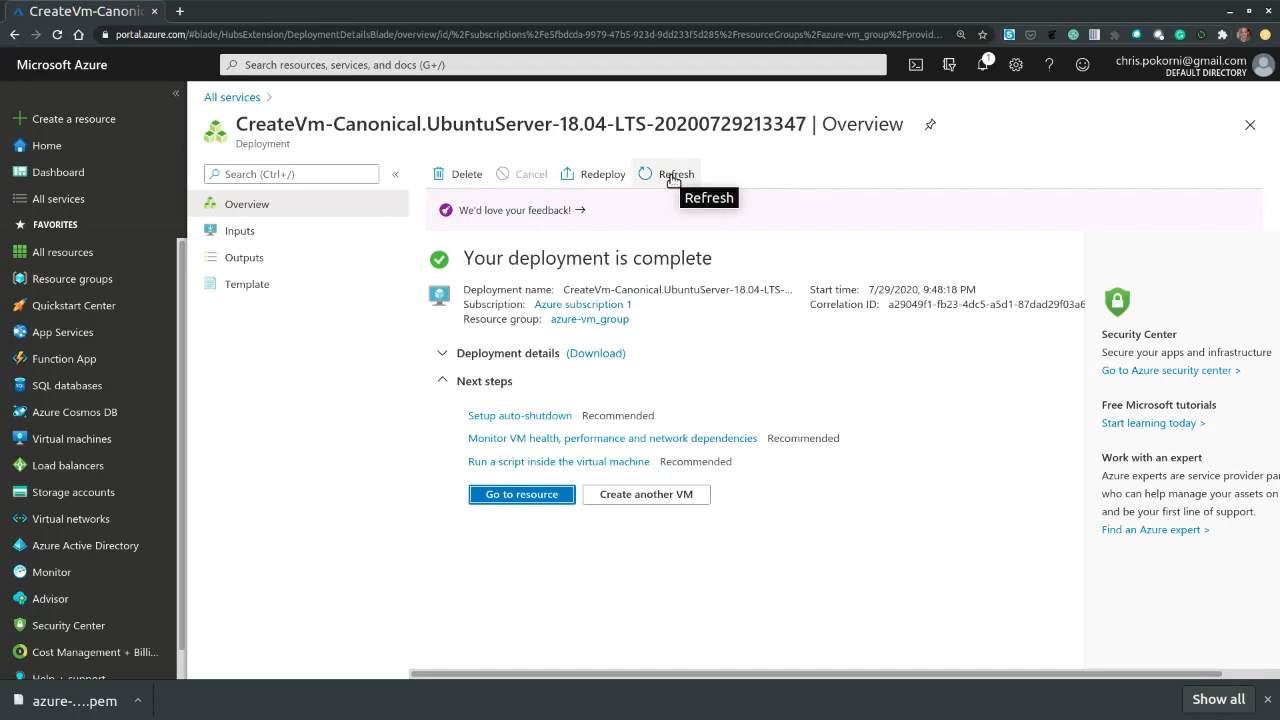 CreateVm-Canonic
portal.azure.com/#blade/HubsExtension/DeploymentDetailsBlade/overview/id/%2Fsubscriptions%2Fe5fbdcda-9979-47b5-923d-9dd233f5d285%2FresourceGroups%2Fazure-vm_group%2Fprovid...
Microsoft Azure
Search resources, services, and docs (G+/)
1
chris.pokorni@gmail.com
DEFAULT DIRECTORY
Create a resource
Home
Dashboard
All services
FAVORITES
All resources
Resource groups
Quickstart Center
App Services
Function App
SQL databases
Azure Cosmos DB
Virtual machines
Load balancers
Storage accounts
Virtual networks
Azure Active Directory
Monitor
Advisor
Security Center
Cost Management + Billi...
Help + support
All services
CreateVm-Canonical.UbuntuServer-18.04-LTS-20200729213347 | Overview
Deployment
Search (Ctrl+/)
Overview
Inputs
Outputs
Template
Delete
Cancel
Redeploy
Refresh
Refresh
We'd love your feedback! →
Your deployment is complete
Deployment name: CreateVm-Canonical.UbuntuServer-18.04-LTS-...
Subscription: Azure subscription 1
Resource group: azure-vm_group
Start time: 7/29/2020, 9:48:18 PM
Correlation ID: a29049f1-fb23-4dc5-a5d1-87dad29f03a6
Deployment details (Download)
Next steps
Setup auto-shutdown Recommended
Monitor VM health, performance and network dependencies Recommended
Run a script inside the virtual machine Recommended
Go to resource
Create another VM
Security Center
Secure your apps and infrastructure
Go to Azure security center >
Free Microsoft tutorials
Start learning today >
Work with an expert
Azure experts are service provider pa
who can help manage your assets on
and be your first line of support.
Find an Azure expert >
azure-....pem
Show all